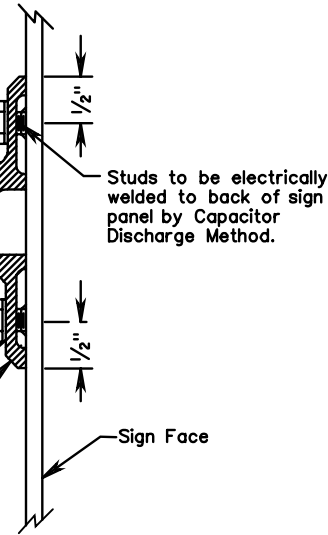 ½"
Studs to be electrically
welded to back of sign
panel by Capacitor
Discharge Method.
½"
Sign Face